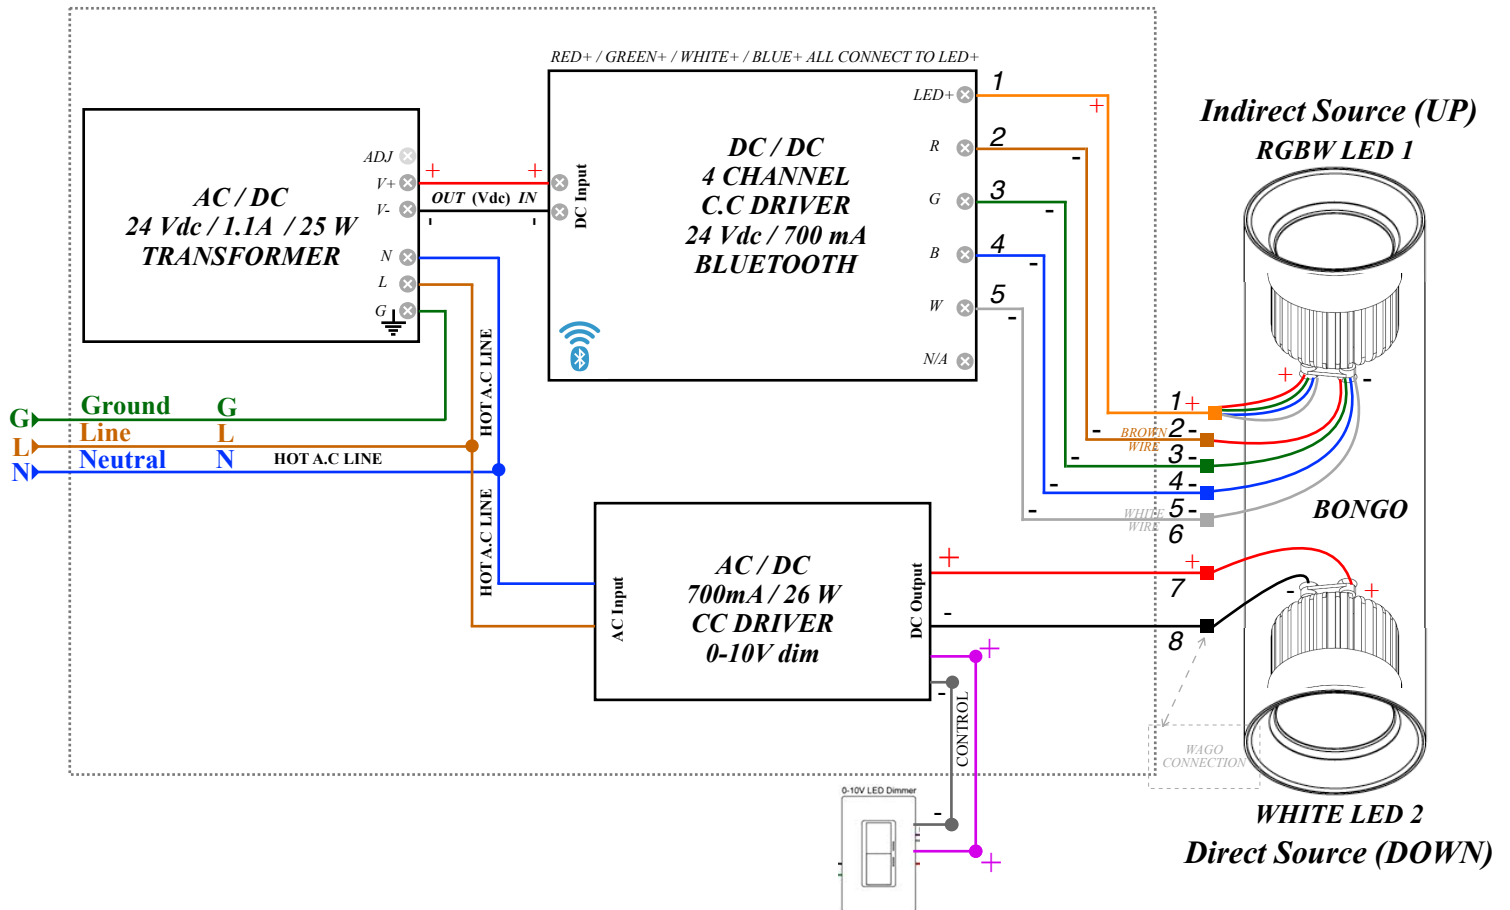 RED+ / GREEN+ / WHITE+ / BLUE+ ALL CONNECT TO LED+
AC / DC
24 Vdc / 1.1A / 25 W
TRANSFORMER
ADJ
V+
V-
N
L
G
+ +
OUT (Vdc) IN
- -
DC Input
DC / DC
4 CHANNEL
C.C DRIVER
24 Vdc / 700 mA
BLUETOOTH
LED+
R
G
B
W
N/A
1
+
2
-
3
-
4
-
5
-
Indirect Source (UP)
RGBW LED 1
+ -
G Ground G
L Line L
N Neutral N
HOT A.C LINE
HOT A.C LINE
HOT A.C LINE
1+
- BROWN WIRE 2-
- 3-
- 4-
- WHITE WIRE 5-
6
BONGO
AC Input
AC / DC
700mA / 26 W
CC DRIVER
0-10V dim
DC Output
+
-
+
7
8
- +
+
-
CONTROL
WAGO
CONNECTION
0-10V LED Dimmer
-
+
WHITE LED 2
Direct Source (DOWN)